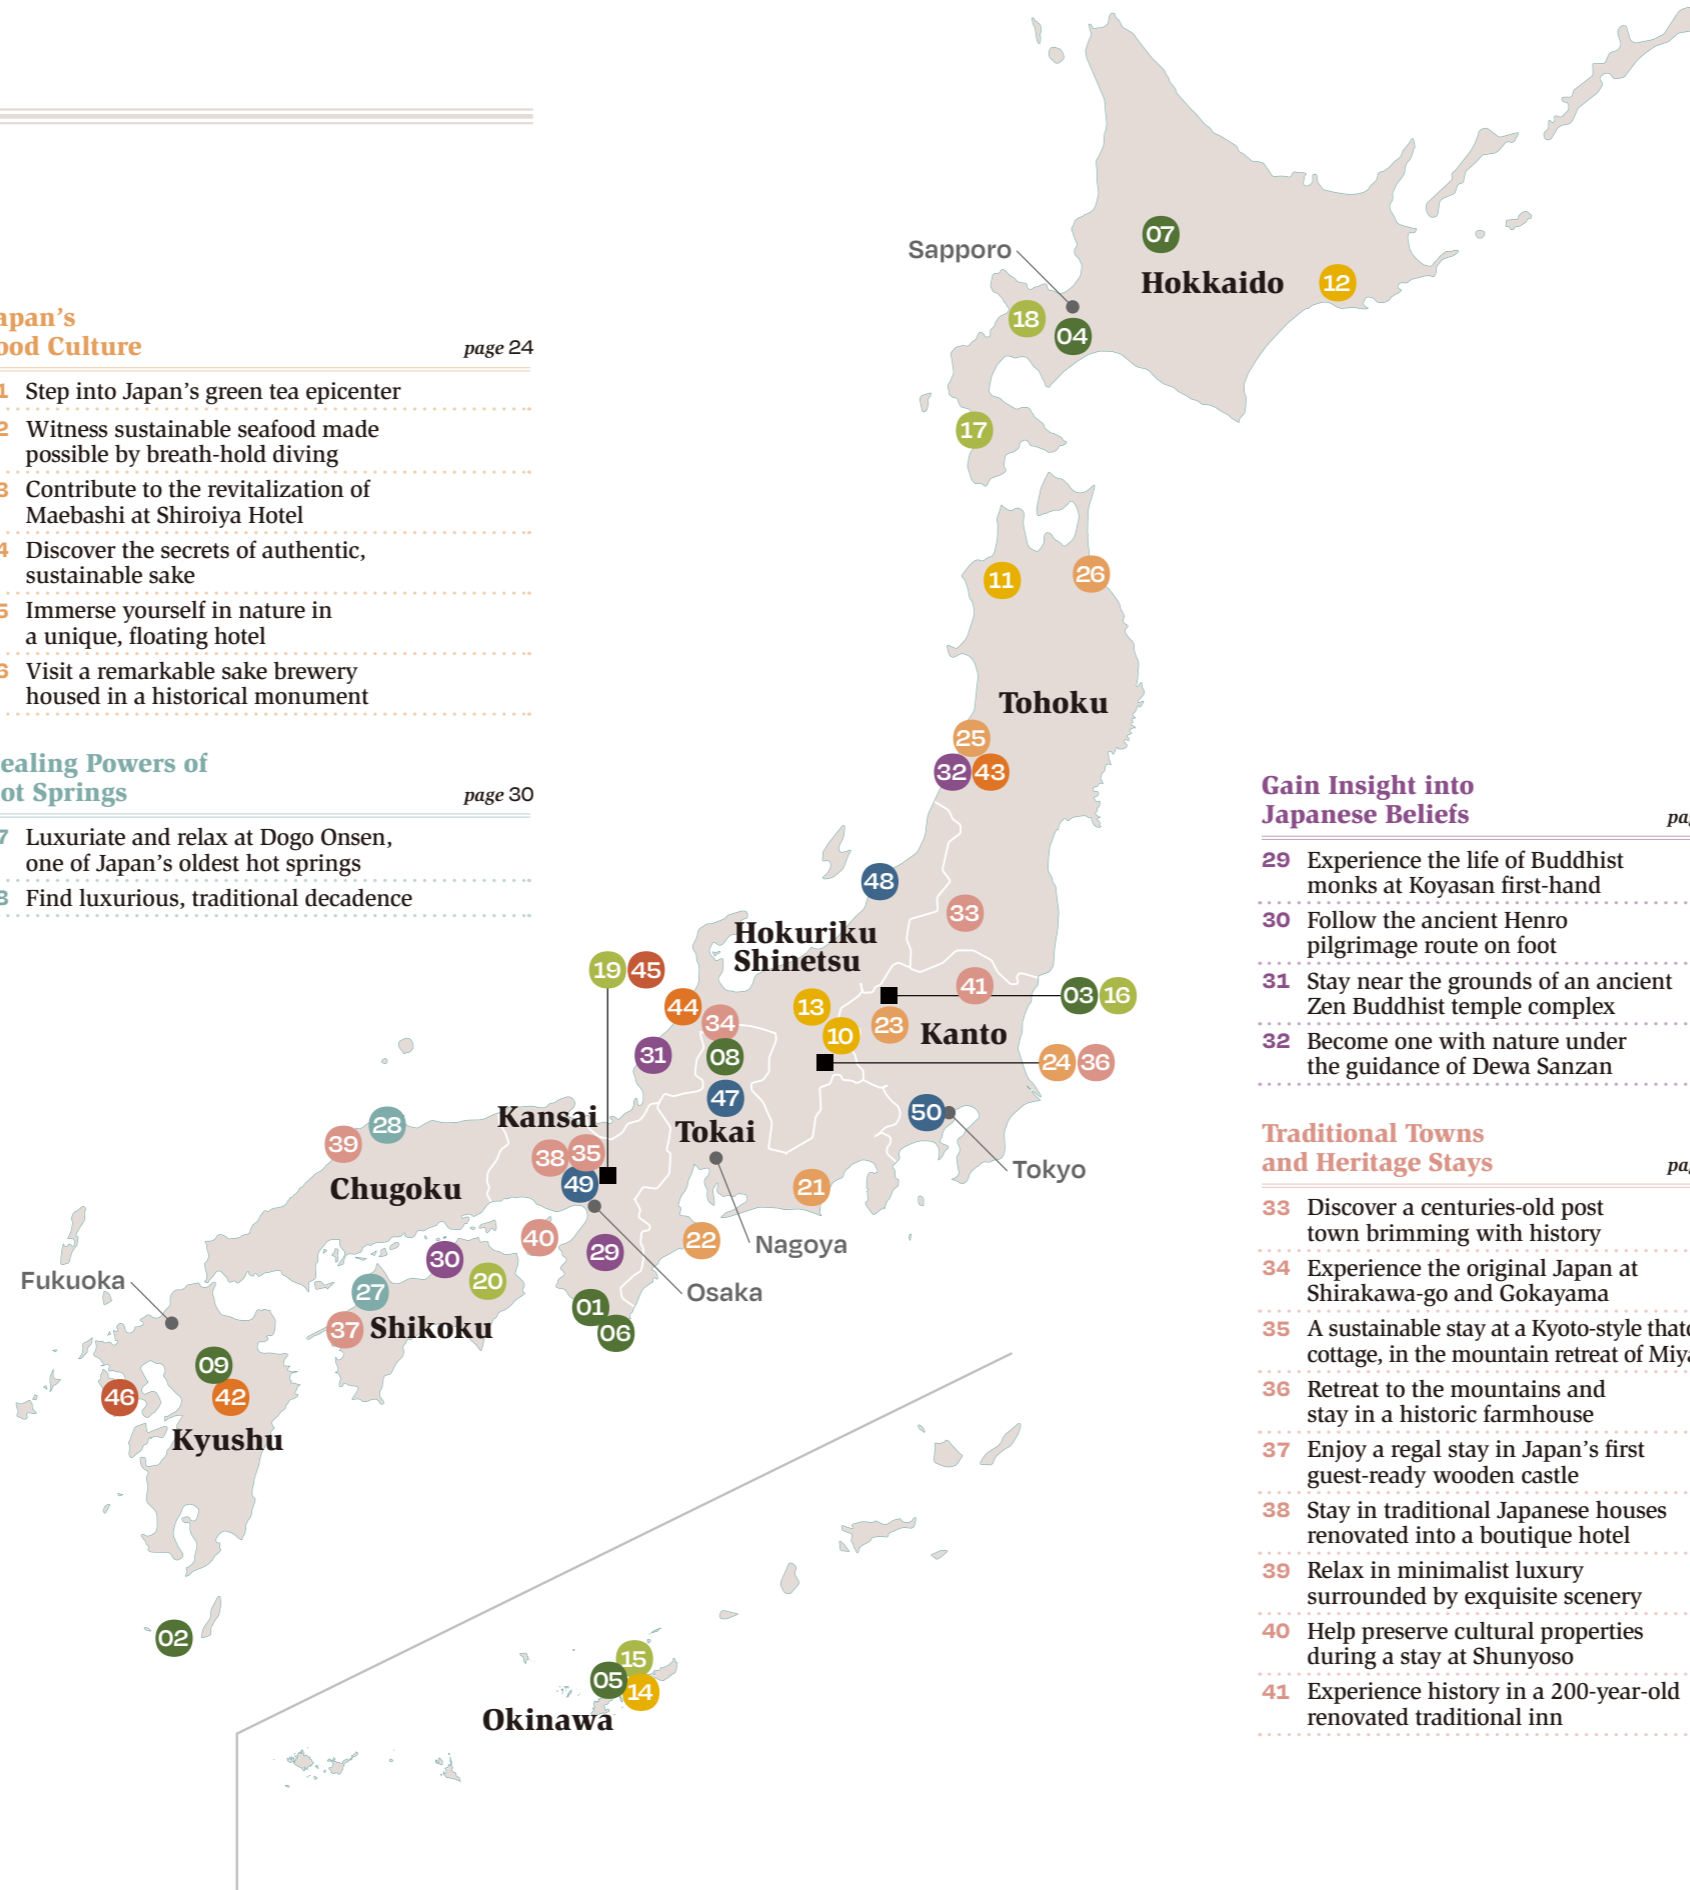 apan's
ood Culture
page 24
1 Step into Japan's green tea epicenter
2 Witness sustainable seafood made
possible by breath-hold diving
3 Contribute to the revitalization of
Maebashi at Shiroiya Hotel
4 Discover the secrets of authentic,
sustainable sake
5 Immerse yourself in nature in
a unique, floating hotel
6 Visit a remarkable sake brewery
housed in a historical monument
ealing Powers of
ot Springs
page 30
7 Luxuriate and relax at Dogo Onsen,
one of Japan's oldest hot springs
8 Find luxurious, traditional decadence
07
Sapporo
Hokkaido
12
18
04
17
11
26
Tohoku
25
32 43
48
33
Hokuriku
Shinetsu
19 45
41
03 16
44
13
34
23
10
Kanto
31
08
24 36
47
50
Kansai
28
Tokai
39
38 35
Tokyo
49
Chugoku
21
40
22
Nagoya
29
30
20
Fukuoka
27
Osaka
01
37
Shikoku
06
09
46
42
Kyushu
02
15
05
14
Okinawa
Gain Insight into
Japanese Beliefs
pa
29 Experience the life of Buddhist
monks at Koyasan first-hand
30 Follow the ancient Henro
pilgrimage route on foot
31 Stay near the grounds of an ancient
Zen Buddhist temple complex
32 Become one with nature under
the guidance of Dewa Sanzan
Traditional Towns
and Heritage Stays
pa
33 Discover a centuries-old post
town brimming with history
34 Experience the original Japan at
Shirakawa-go and Gokayama
35 A sustainable stay at a Kyoto-style that
cottage, in the mountain retreat of Miy
36 Retreat to the mountains and
stay in a historic farmhouse
37 Enjoy a regal stay in Japan's first
guest-ready wooden castle
38 Stay in traditional Japanese houses
renovated into a boutique hotel
39 Relax in minimalist luxury
surrounded by exquisite scenery
40 Help preserve cultural properties
during a stay at Shunyoso
41 Experience history in a 200-year-old
renovated traditional inn